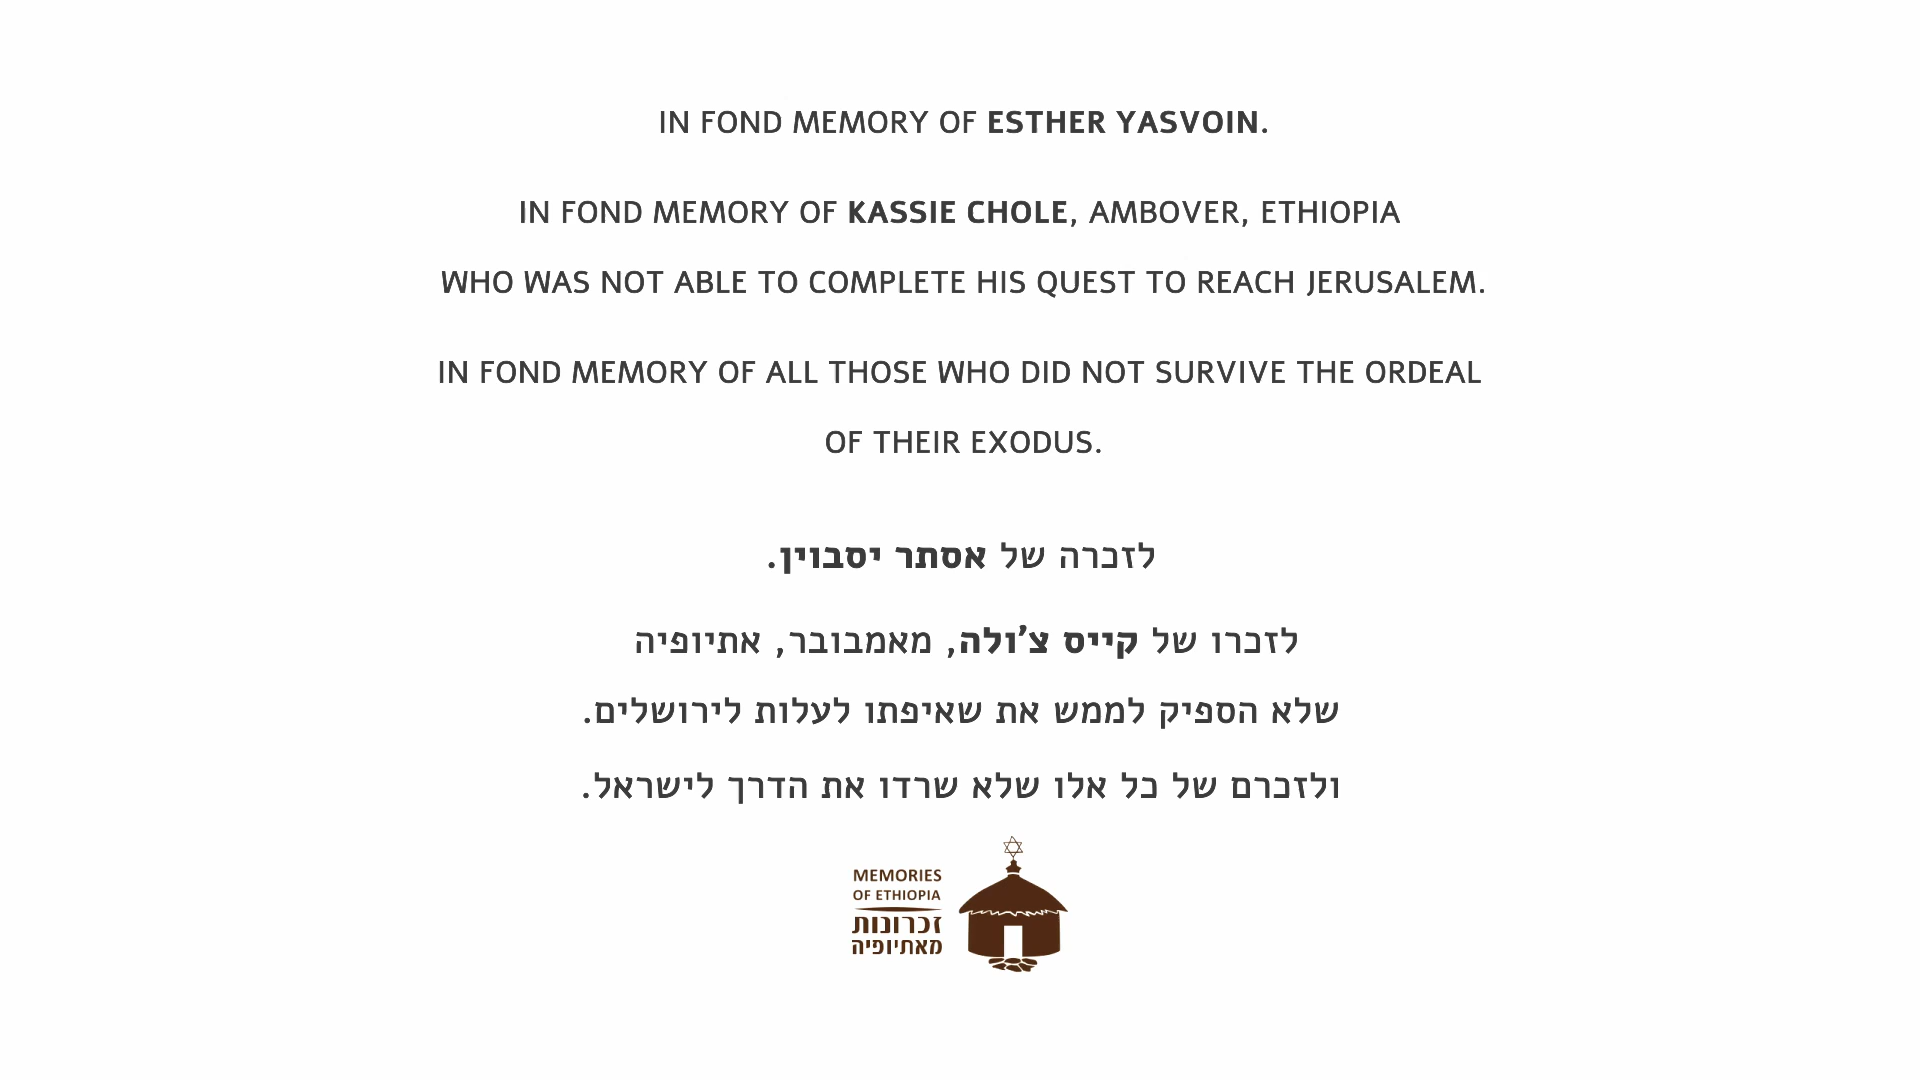 IN FOND MEMORY OF ESTHER YASVOIN.
IN FOND MEMORY OF KASSIE CHOLE, AMBOVER, ETHIOPIA
WHO WAS NOT ABLE TO COMPLETE HIS QUEST TO REACH JERUSALEM.
IN FOND MEMORY OF ALL THOSE WHO DID NOT SURVIVE THE ORDEAL
OF THEIR EXODUS.
לזכרה של אסתר יסבוין.
לזכרו של קייס צ'ולה, מאמבובר, אתיופיה
שלא הספיק לממש את שאיפתו לעלות לירושלים.
ולזכרם של כל אלו שלא שרדו את הדרך לישראל.
MEMORIES
OF ETHIOPIA
זכרונות
מאתיופיה